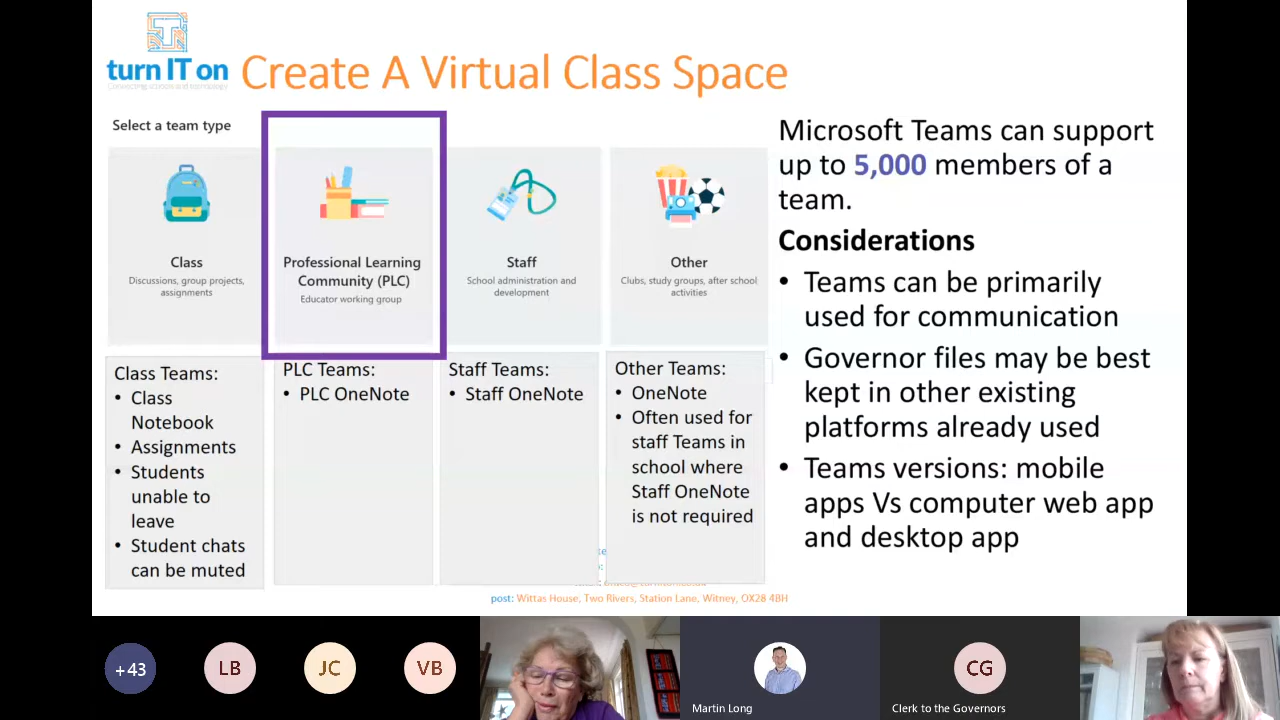 turn IT on
Connecting schools and technology
Create A Virtual Class Space
Select a team type
Class
Discussions, group projects,
assignments
Professional Learning
Community (PLC)
Educator working group
Staff
School administration and
development
Other
Clubs, study groups, after school
activities
Class Teams:
• Class
Notebook
• Assignments
• Students
unable to
leave
• Student chats
can be muted
PLC Teams:
• PLC OneNote
Staff Teams:
• Staff OneNote
Other Teams:
• OneNote
• Often used for
staff Teams in
school where
Staff OneNote
is not required
Microsoft Teams can support
up to 5,000 members of a
team.
Considerations
• Teams can be primarily
used for communication
• Governor files may be best
kept in other existing
platforms already used
• Teams versions: mobile
apps Vs computer web app
and desktop app
post: Wittas House, Two Rivers, Station Lane, Witney, OX28 4BH
+43
LB
JC
VB
Martin Long
CG
Clerk to the Governors